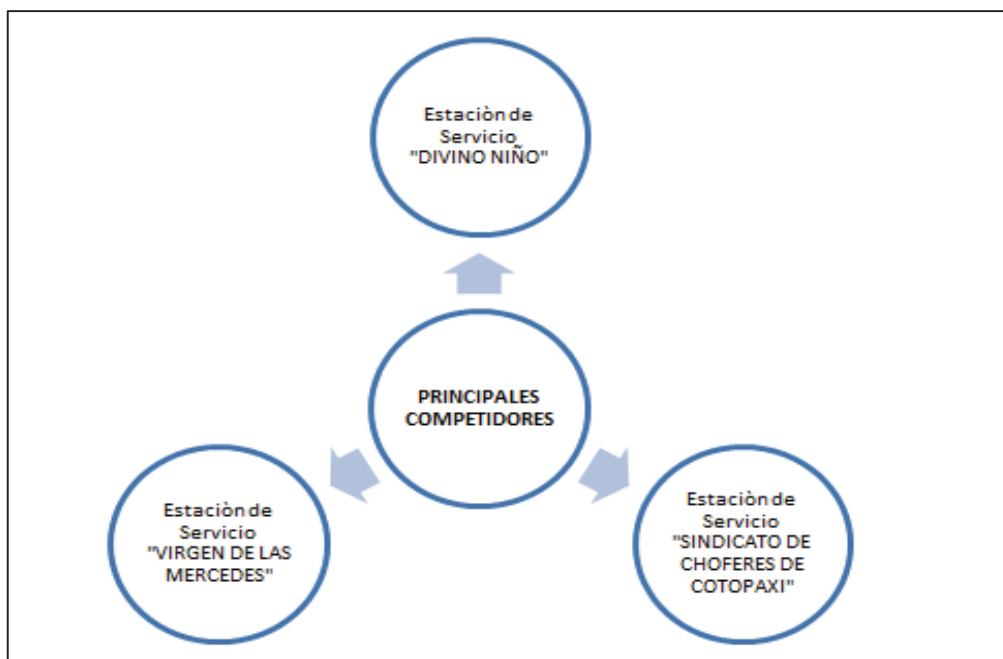 Estaciòn de
Servicio
"DIVINO NIÑO"
PRINCIPALES
COMPETIDORES
Estaciòn de
Servicio
"VIRGEN DE LAS
MERCEDES"
Estaciòn de
Servicio
"SINDICATO DE
CHOFERES DE
COTOPAXI"